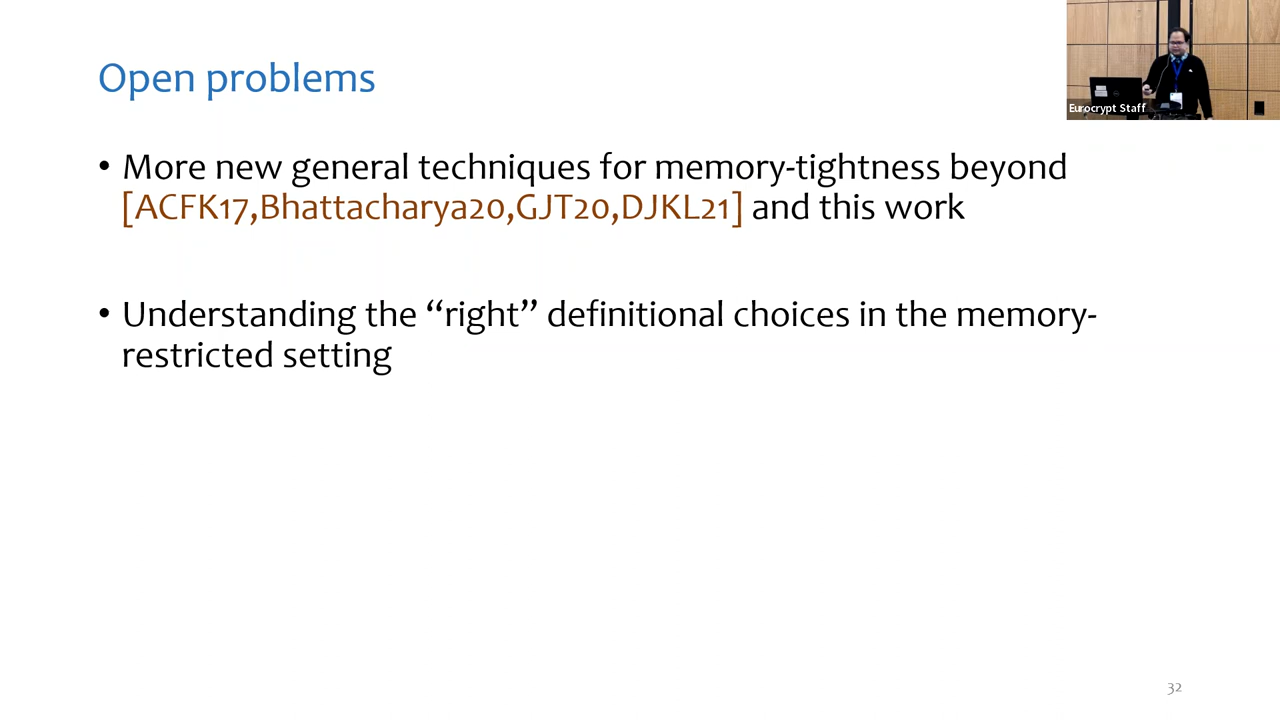 Open problems
Eurocrypt Staff
• More new general techniques for memory-tightness beyond
[ACFK17,Bhattacharya20,GJT20,DJKL21] and this work
• Understanding the “right” definitional choices in the memory-
restricted setting
32